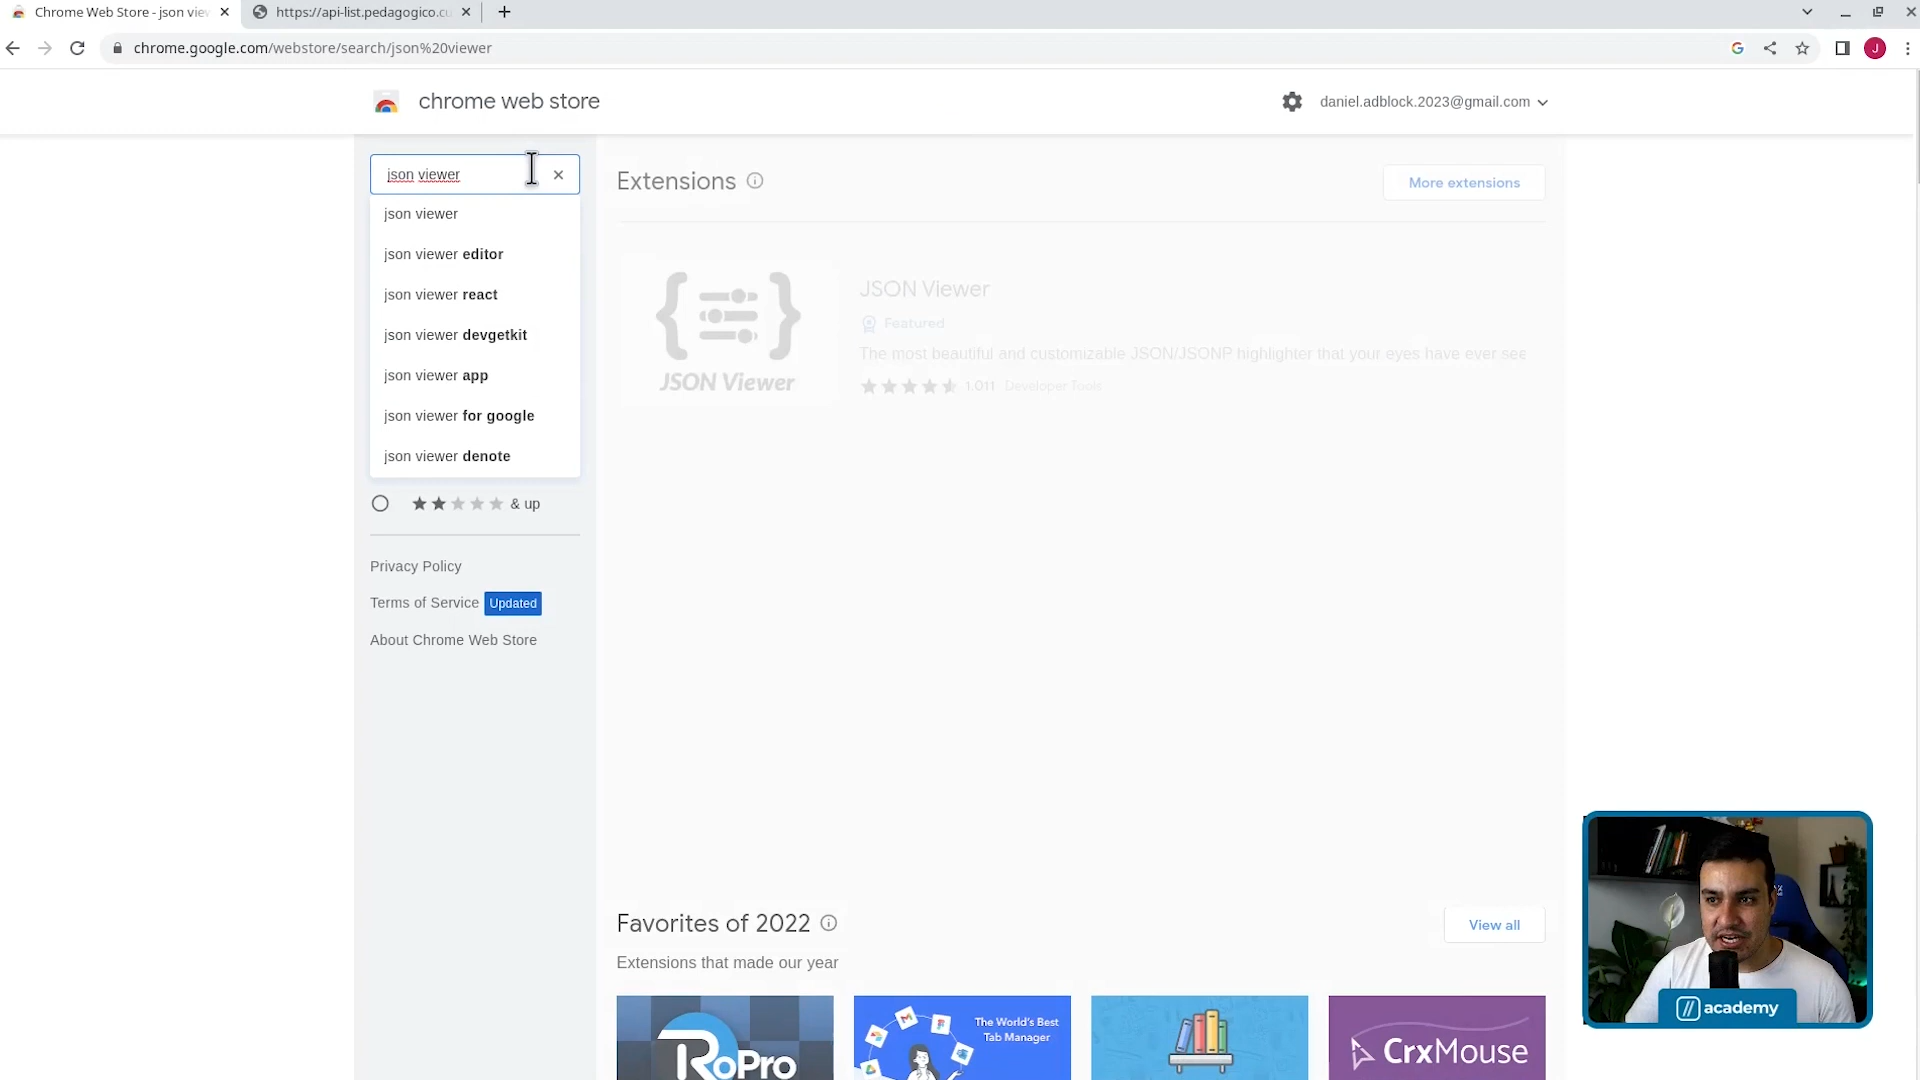 Chrome Web Store - json view
https://api-list.pedagogico.cu
chrome.google.com/webstore/search/json%20viewer
J
chrome web store
daniel.adblock.2023@gmail.com
json viewer
json viewer
json viewer editor
json viewer react
json viewer devgetkit
json viewer app
json viewer for google
json viewer denote
& up
Privacy Policy
Terms of Service Updated
About Chrome Web Store
Extensions
More extensions
JSON Viewer
JSON Viewer
Featured
The most beautiful and customizable JSON/JSONP highlighter that your eyes have ever see
1,011 Developer Tools
Favorites of 2022
View all
Extensions that made our year
RoPro
The World's Best
Tab Manager
CrxMouse
// academy